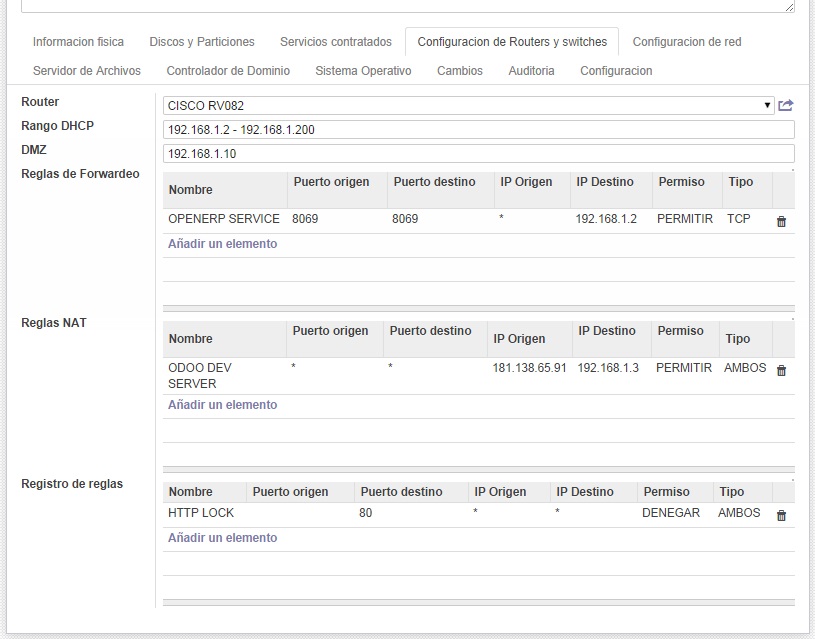 Informacion fisica Discos y Particiones Servicios contratados Configuracion de Routers y switches Configuracion de red
Servidor de Archivos Controlador de Dominio Sistema Operativo Cambios Auditoria Configuracion
Router CISCO RV082
Rango DHCP 192.168.1.2 - 192.168.1.200
DMZ 192.168.1.10
Reglas de Forwardeo
Nombre Puerto origen Puerto destino IP Origen IP Destino Permiso Tipo
OPENERP SERVICE 8069 8069 * 192.168.1.2 PERMITIR TCP
Añadir un elemento
Reglas NAT
Nombre Puerto origen Puerto destino IP Origen IP Destino Permiso Tipo
ODOO DEV * * 181.138.65.91 192.168.1.3 PERMITIR AMBOS
SERVER
Añadir un elemento
Registro de reglas
Nombre Puerto origen Puerto destino IP Origen IP Destino Permiso Tipo
HTTP LOCK 80 * * DENEGAR AMBOS
Añadir un elemento